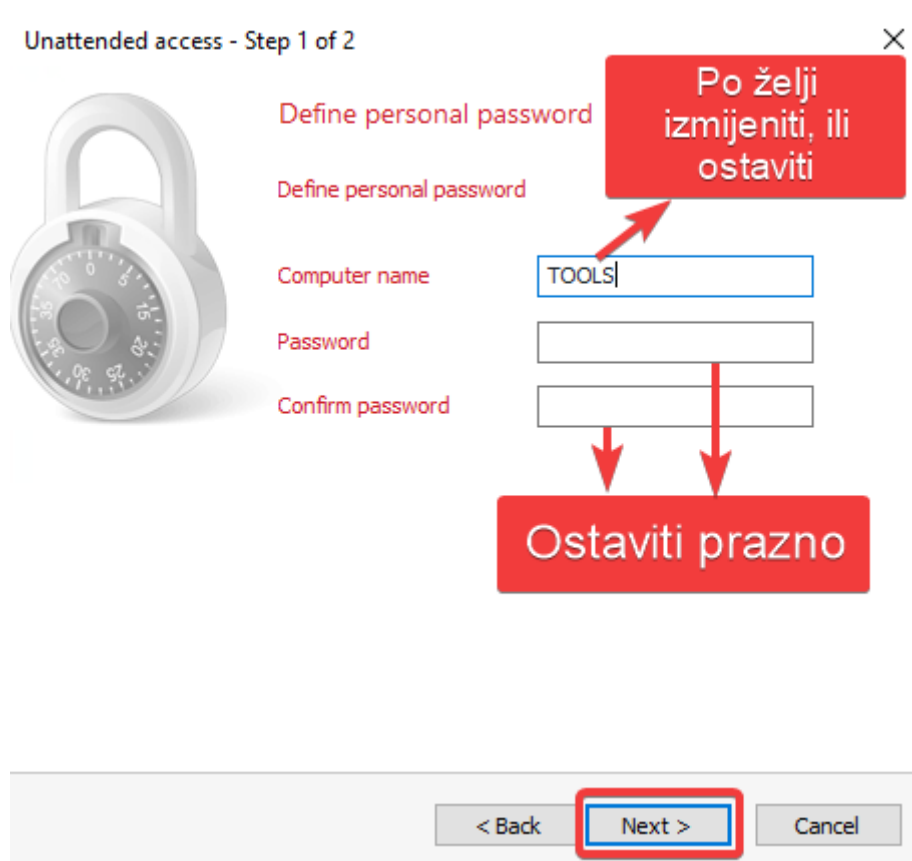 Unattended access - Step 1 of 2
Po želji
izmijeniti, ili
ostaviti
Define personal password
Define personal password
Computer name
TOOLS
Password
Confirm password
Ostaviti prazno
< Back
Next >
Cancel